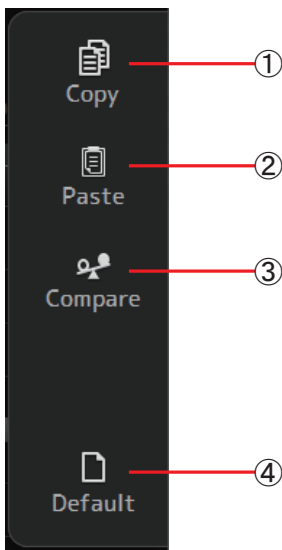 Copy ①
Paste ②
Compare ③
Default ④